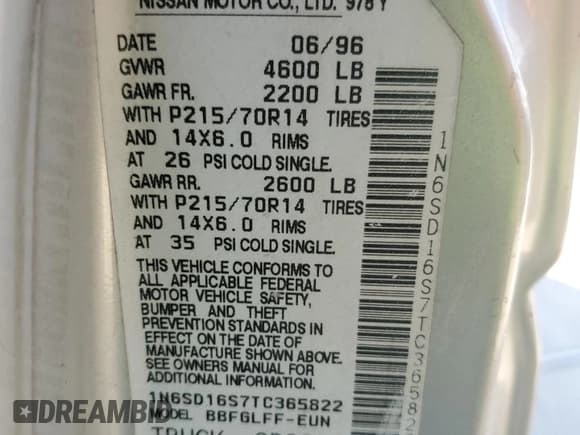 NISSAN MOTOR CO., LTD. 978Y
DATE 06/96
GVWR 4600 LB
GAWR FR. 2200 LB
WITH P215/70R14 TIRES
AND 14X6.0 RIMS
AT 26 PSI COLD SINGLE.
GAWR RR. 2600 LB
WITH P215/70R14 TIRES
AND 14X6.0 RIMS
AT 35 PSI COLD SINGLE.
THIS VEHICLE CONFORMS TO
ALL APPLICABLE FEDERAL
MOTOR VEHICLE SAFETY,
BUMPER AND THEFT
PREVENTION STANDARDS IN
EFFECT ON THE DATE OF
MANUFACTURE SHOWN ABOVE.
SEE OWNERS MANUAL FOR
ADDITIONAL INFORMATION.
1N6SD16S7TC365822
MODEL BBFGLFF-EUN
TRUCK
1N6SD16S7TC36582
REVEALED AUTO